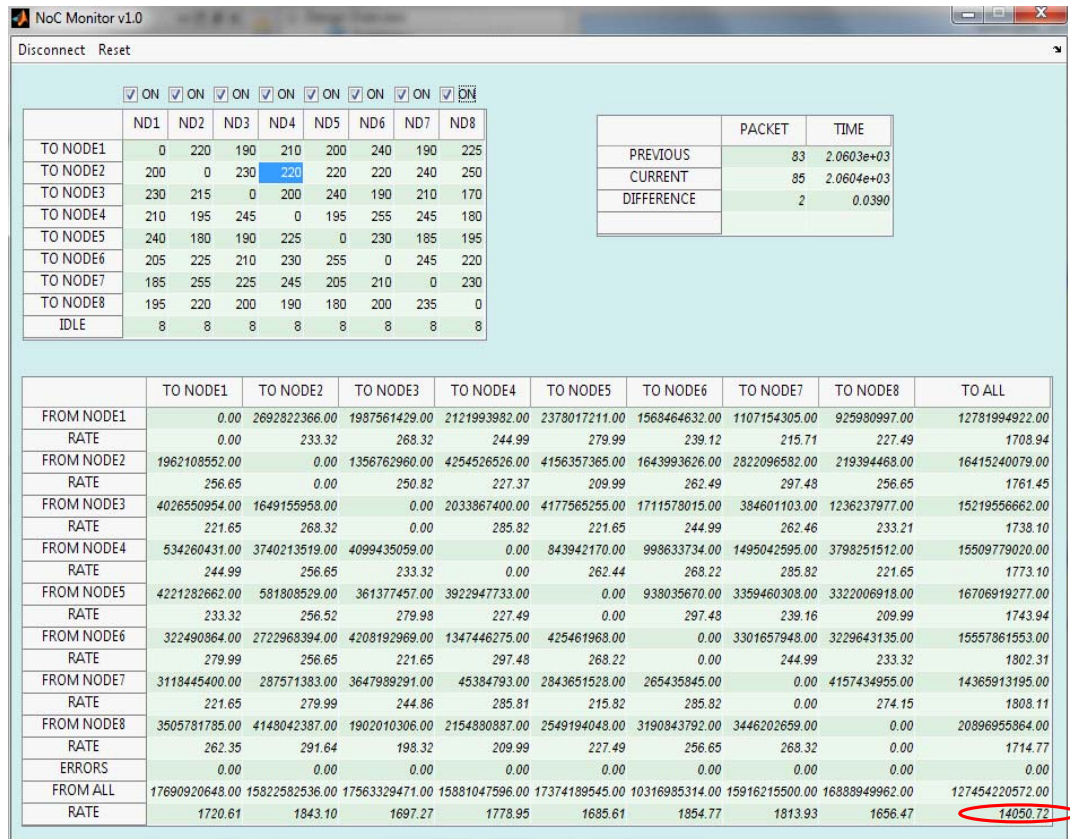 NoC Monitor v1.0
Disconnect Reset
ON ON ON ON ON ON ON ON
ND1 ND2 ND3 ND4 ND5 ND6 ND7 ND8
TO NODE1 0 220 190 210 200 240 190 225
TO NODE2 200 0 230 220 220 220 240 250
TO NODE3 230 215 0 200 240 190 210 170
TO NODE4 210 195 245 0 195 255 245 180
TO NODE5 240 180 190 225 0 230 185 195
TO NODE6 205 225 210 230 255 0 245 220
TO NODE7 185 255 225 245 205 210 0 230
TO NODE8 195 220 200 190 180 200 235 0
IDLE 8 8 8 8 8 8 8 8
PACKET TIME
PREVIOUS 83 2.0603e+03
CURRENT 85 2.0604e+03
DIFFERENCE 2 0.0390
TO NODE1 TO NODE2 TO NODE3 TO NODE4 TO NODE5 TO NODE6 TO NODE7 TO NODE8 TO ALL
FROM NODE1 0.00 2692822366.00 1987561429.00 2121993982.00 2378017211.00 1568464632.00 1107154305.00 925980997.00 12781994922.00
RATE 0.00 233.32 268.32 244.99 279.99 239.12 215.71 227.49 1708.94
FROM NODE2 1962108552.00 0.00 1356762960.00 4254526526.00 4156357365.00 1643993626.00 2822096582.00 219394468.00 16415240079.00
RATE 256.65 0.00 250.82 227.37 209.99 262.49 297.48 256.65 1761.45
FROM NODE3 4026550954.00 1649155958.00 0.00 2033867400.00 4177565255.00 1711578015.00 384601103.00 1236237977.00 15219556662.00
RATE 221.65 268.32 0.00 285.82 221.65 244.99 262.46 233.21 1738.10
FROM NODE4 534260431.00 3740213519.00 4099435059.00 0.00 843942170.00 998633734.00 1495042595.00 3798251512.00 15509779020.00
RATE 244.99 256.65 233.32 0.00 262.44 268.22 285.82 221.65 1773.10
FROM NODE5 4221282662.00 581808529.00 361377457.00 3922947733.00 0.00 938035670.00 3359460308.00 3322006918.00 16706919277.00
RATE 233.32 256.52 279.98 227.49 0.00 297.48 239.16 209.99 1743.94
FROM NODE6 322490864.00 2722968394.00 4208192969.00 1347446275.00 425461968.00 0.00 3301657948.00 3229643135.00 15557861553.00
RATE 279.99 256.65 221.65 297.48 268.22 0.00 244.99 233.32 1802.31
FROM NODE7 3118445400.00 287571383.00 3647989291.00 45384793.00 2843651528.00 265435845.00 0.00 4157434955.00 14365913195.00
RATE 221.65 279.99 244.86 285.81 215.82 285.82 0.00 274.15 1808.11
FROM NODE8 3505781785.00 4148042387.00 1902010306.00 2154880887.00 2549194048.00 3190843792.00 3446202659.00 0.00 20896955864.00
RATE 262.35 291.64 198.32 209.99 227.49 256.65 268.32 0.00 1714.77
ERRORS 0.00 0.00 0.00 0.00 0.00 0.00 0.00 0.00 0.00
FROM ALL 17690920648.00 15822582536.00 17563329471.00 15881047596.00 17374189545.00 10316985314.00 15916215500.00 16888949962.00 127454220572.00
RATE 1720.61 1843.10 1697.27 1778.95 1685.61 1854.77 1813.93 1656.47 14050.72